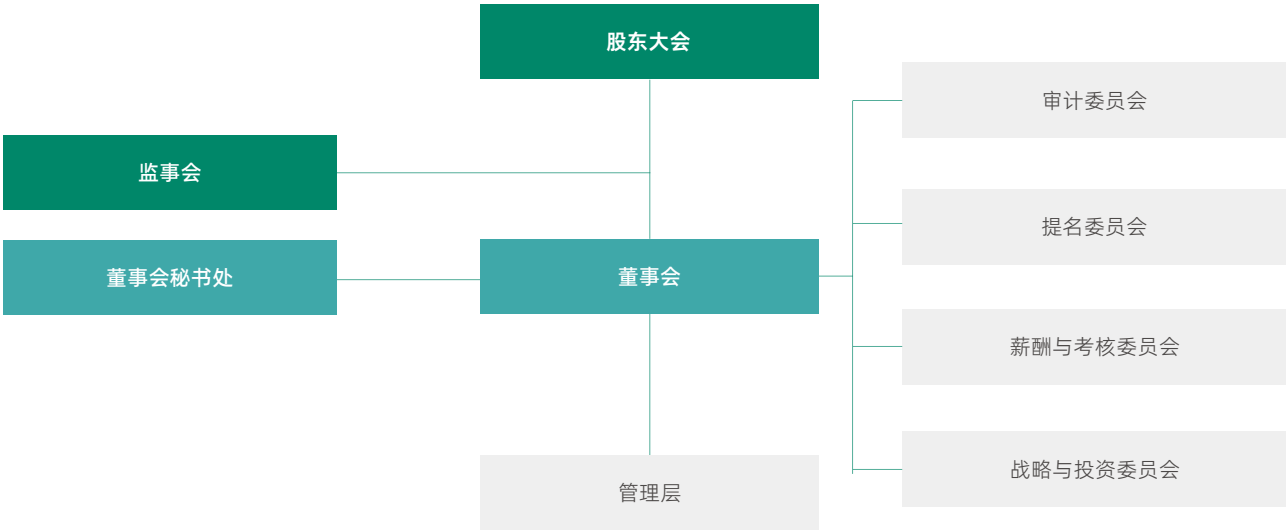 股东大会
审计委员会
监事会
提名委员会
董事会秘书处
董事会
薪酬与考核委员会
战略与投资委员会
管理层